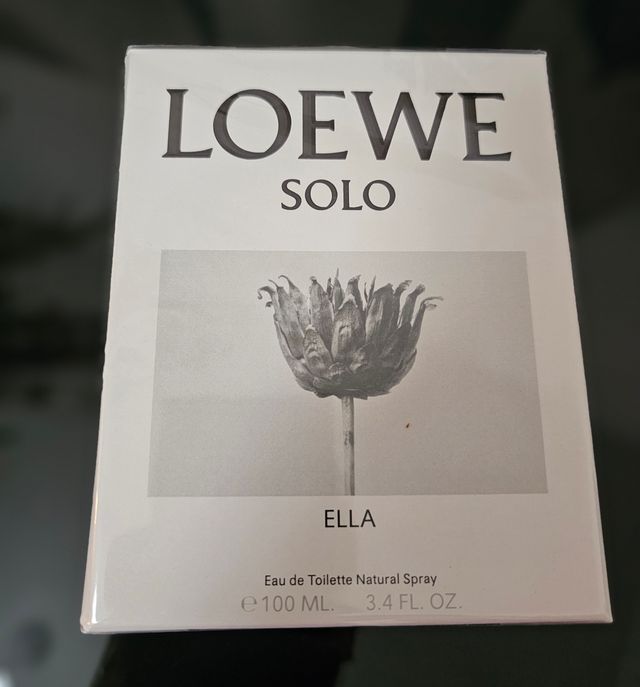 LOEWE
SOLO
ELLA
Eau de Toilette Natural Spray
℮100 ML. 3.4 FL. OZ.